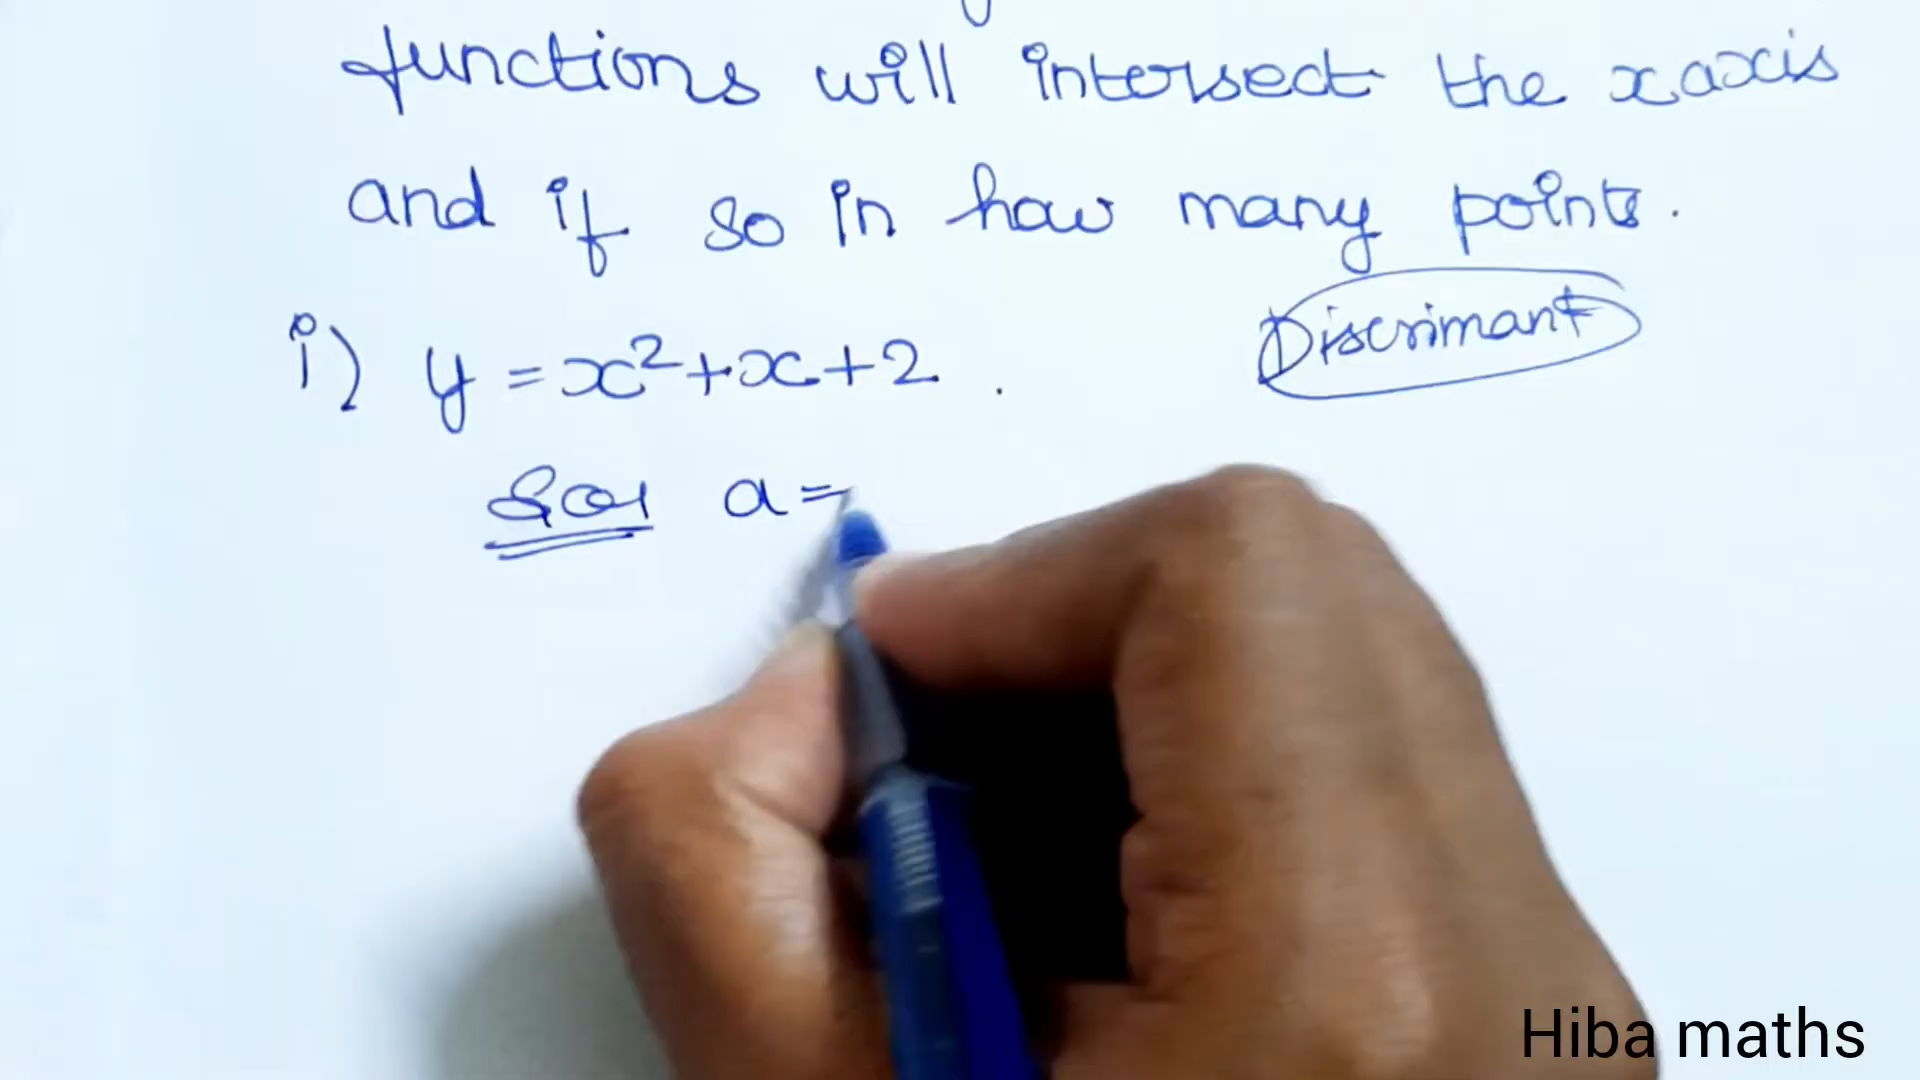 functions will intersect the x axis
and if so in how many points.
i) y = x²+x+2 .
Discrimant
Sol a=
Hiba maths